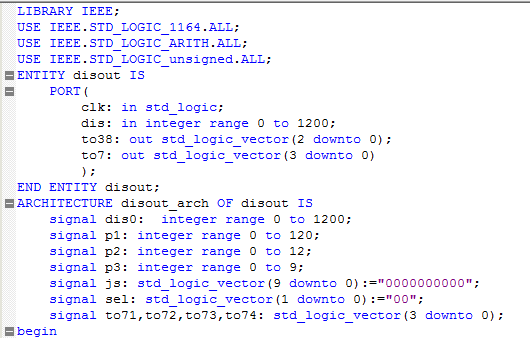 LIBRARY IEEE;
USE IEEE.STD_LOGIC_1164.ALL;
USE IEEE.STD_LOGIC_ARITH.ALL;
USE IEEE.STD_LOGIC_unsigned.ALL;
ENTITY disout IS
PORT(
clk: in std_logic;
dis: in integer range 0 to 1200;
to38: out std_logic_vector(2 downto 0);
to7: out std_logic_vector(3 downto 0)
);
END ENTITY disout;
ARCHITECTURE disout_arch OF disout IS
signal dis0:  integer range 0 to 1200;
signal p1: integer range 0 to 120;
signal p2: integer range 0 to 12;
signal p3: integer range 0 to 9;
signal js: std_logic_vector(9 downto 0):="0000000000";
signal sel: std_logic_vector(1 downto 0):="00";
signal to71,to72,to73,to74: std_logic_vector(3 downto 0);
begin